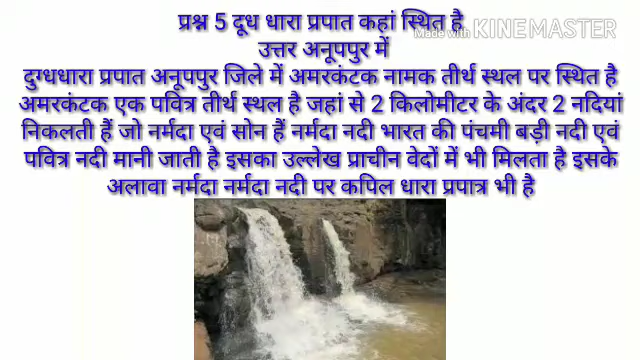 प्रश्न 5 दूध धारा प्रपात कहां स्थित है
Made with KINEMASTER
उत्तर अनूपपुर में
दुग्धधारा प्रपात अनूपपुर जिले में अमरकंटक नामक तीर्थ स्थल पर स्थित है
अमरकंटक एक पवित्र तीर्थ स्थल है जहां से 2 किलोमीटर के अंदर 2 नदियां
निकलती हैं जो नर्मदा एवं सोन हैं नर्मदा नदी भारत की पंचमी बड़ी नदी एवं
पवित्र नदी मानी जाती है इसका उल्लेख प्राचीन वेदों में भी मिलता है इसके
अलावा नर्मदा नर्मदा नदी पर कपिल धारा प्रपात्र भी है